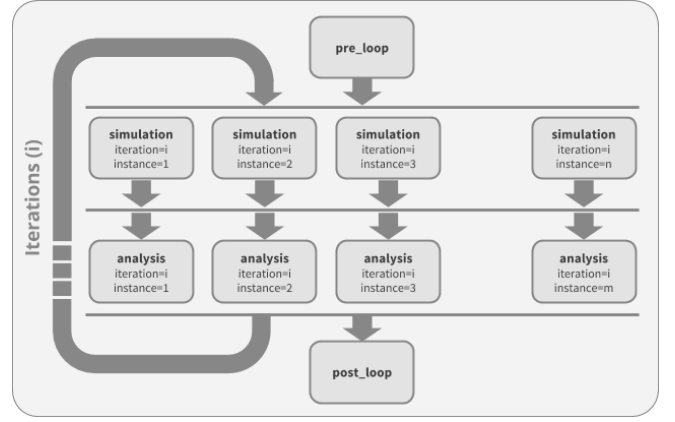 pre_loop
Iterations (i)
simulation
iteration=i
instance=1
simulation
iteration=i
instance=2
simulation
iteration=i
instance=3
simulation
iteration=i
instance=n
analysis
iteration=i
instance=1
analysis
iteration=i
instance=2
analysis
iteration=i
instance=3
analysis
iteration=i
instance=m
post_loop